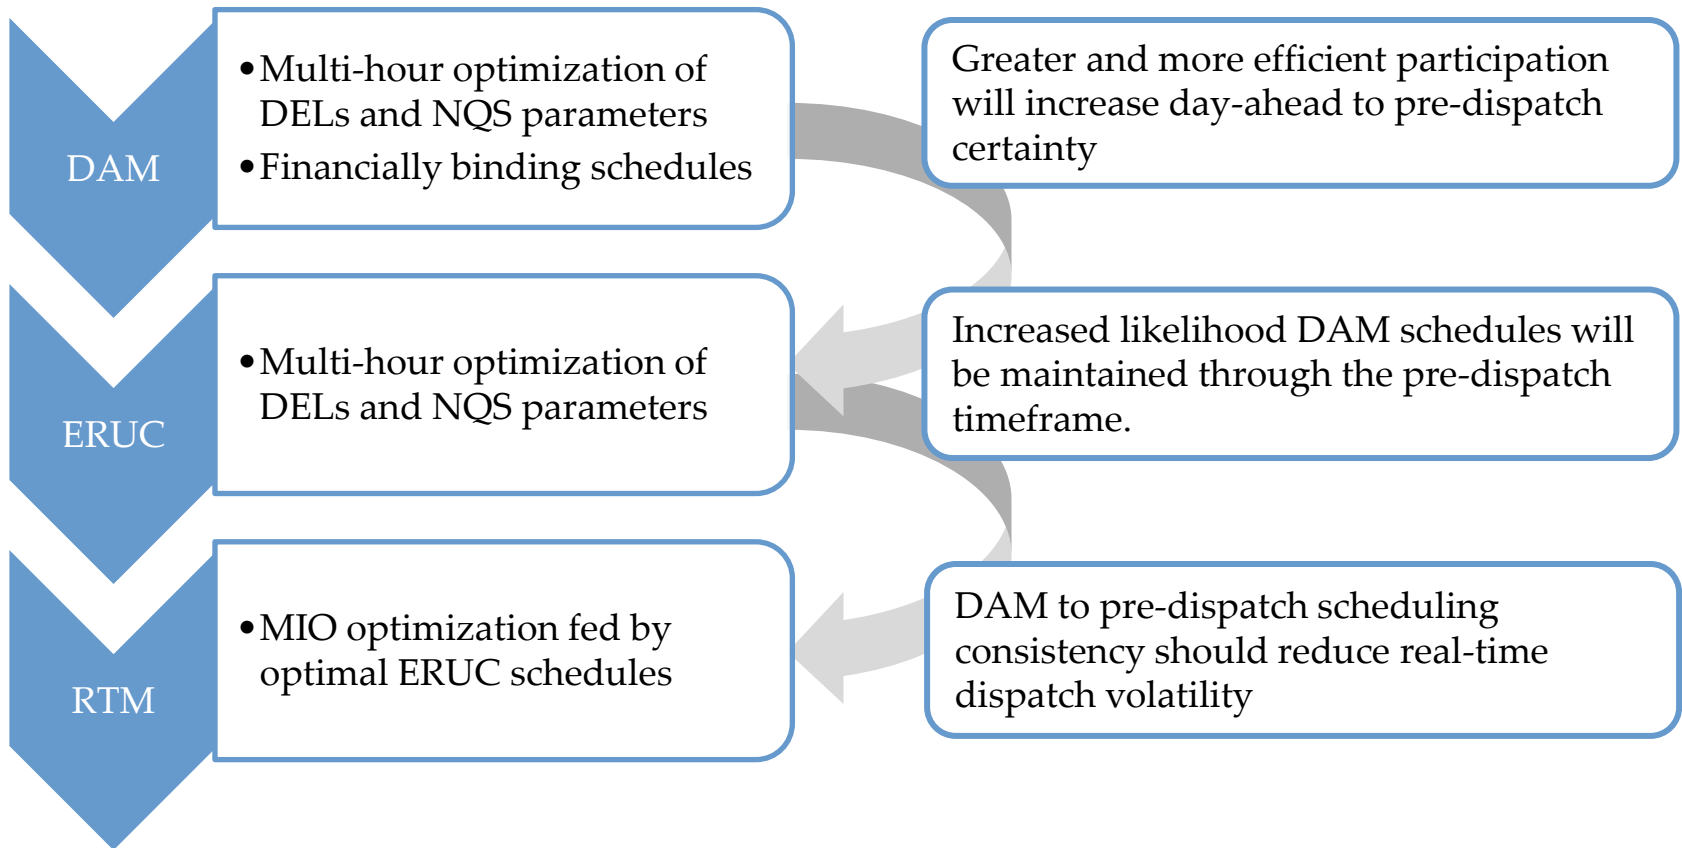 DAM
•Multi-hour optimization of
DELs and NQS parameters
•Financially binding schedules
Greater and more efficient participation
will increase day-ahead to pre-dispatch
certainty
ERUC
•Multi-hour optimization of
DELs and NQS parameters
Increased likelihood DAM schedules will
be maintained through the pre-dispatch
timeframe.
RTM
•MIO optimization fed by
optimal ERUC schedules
DAM to pre-dispatch scheduling
consistency should reduce real-time
dispatch volatility